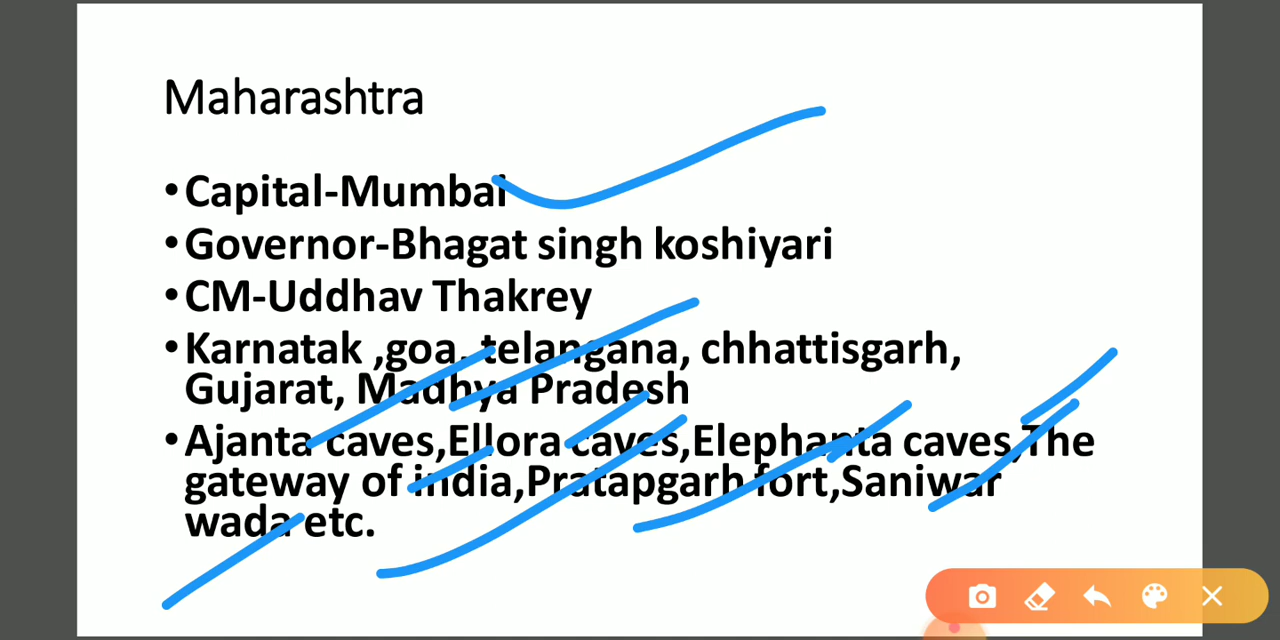 Maharashtra
•Capital-Mumbai
•Governor-Bhagat singh koshiyari
•CM-Uddhav Thakrey
•Karnatak ,goa, telangana, chhattisgarh,
Gujarat, Madhya Pradesh
•Ajanta caves,Ellora caves,Elephanta caves,The
gateway of india,Pratapgarh fort,Saniwar
wada etc.